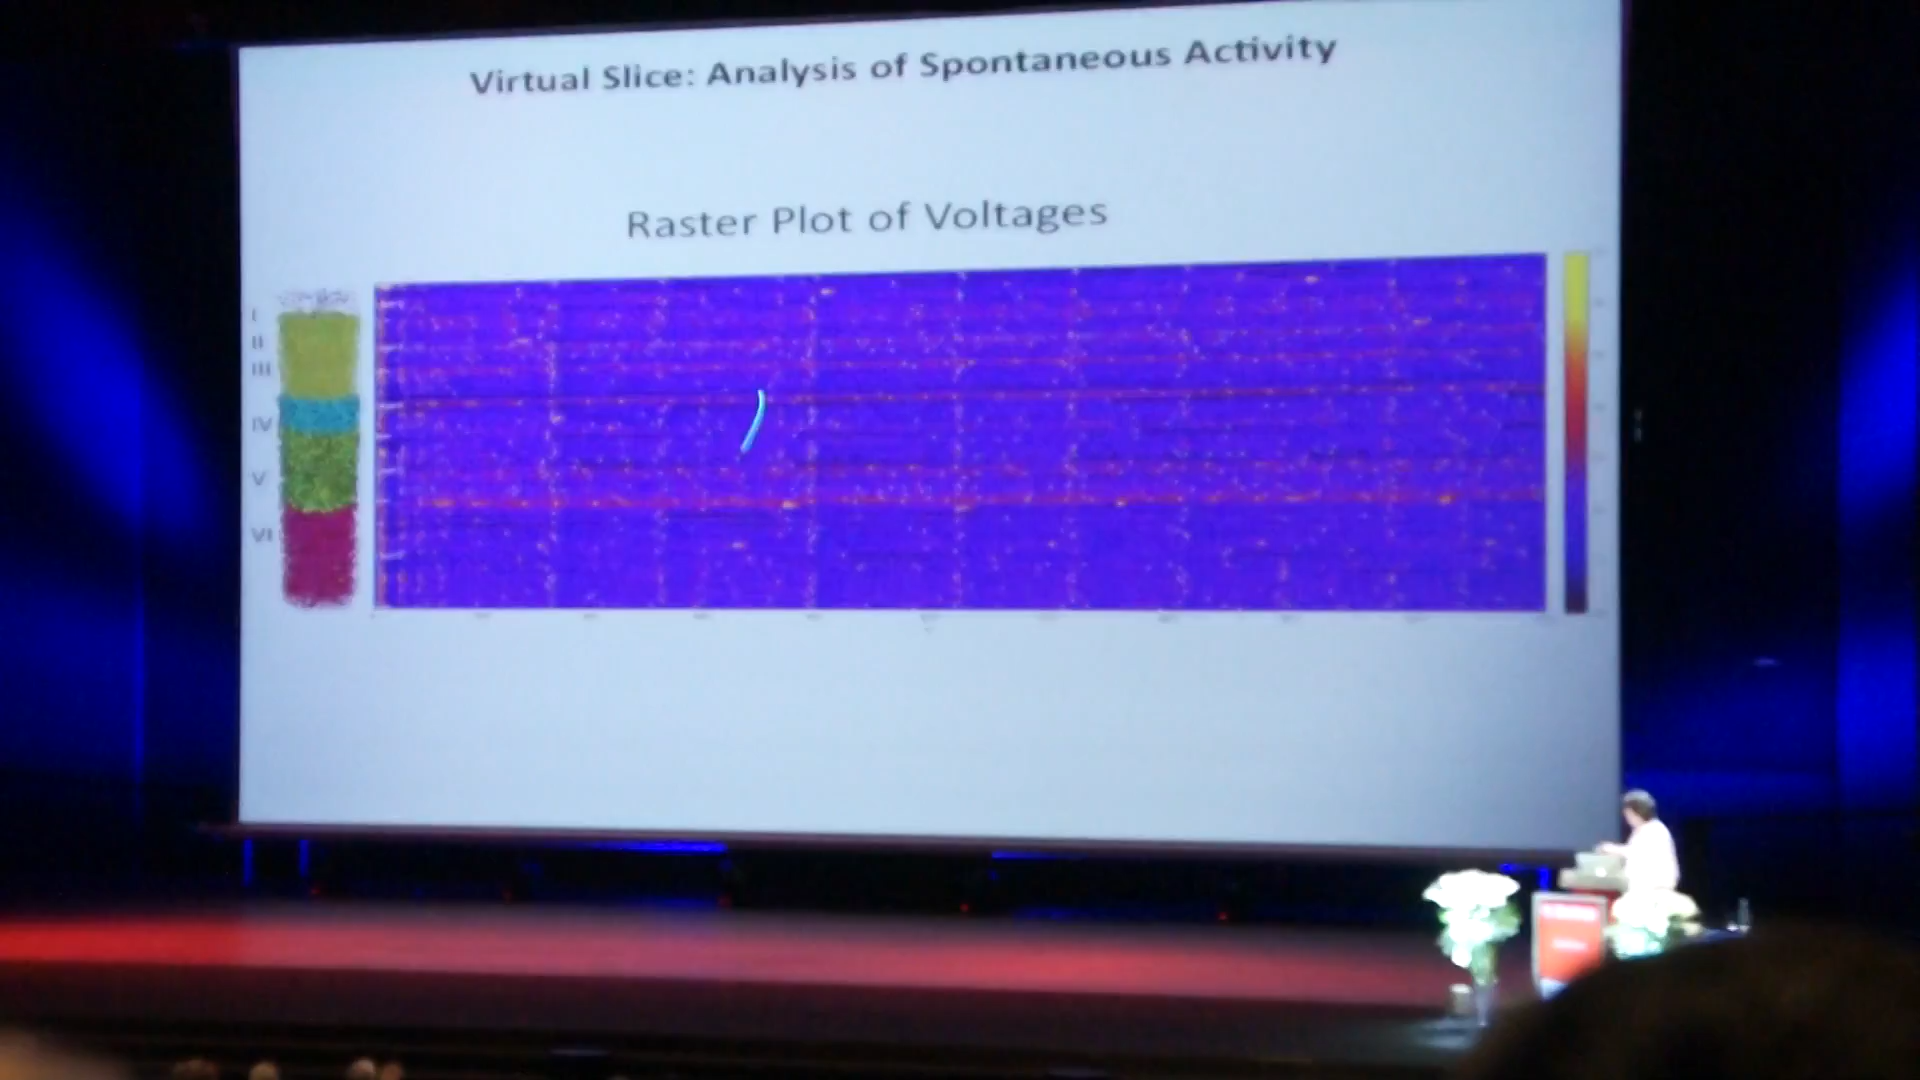 Virtual Slice: Analysis of Spontaneous Activity
Raster Plot of Voltages
I
II
III
IV
V
VI